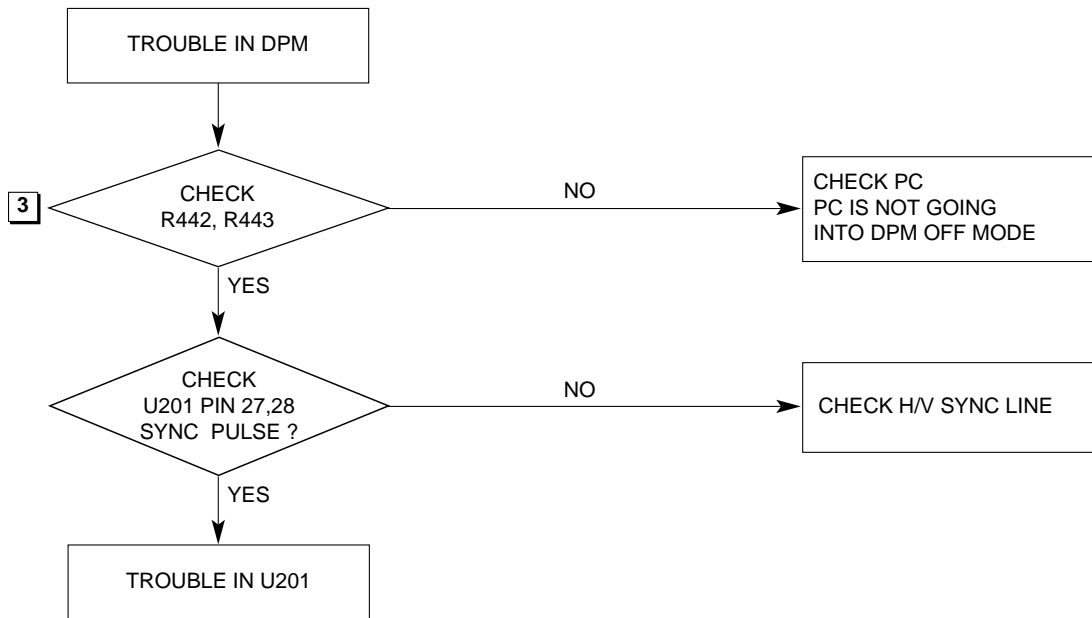 TROUBLE IN DPM
3
CHECK
R442, R443
NO
CHECK PC
PC IS NOT GOING
INTO DPM OFF MODE
YES
CHECK
U201 PIN 27,28
SYNC PULSE ?
NO
CHECK H/V SYNC LINE
YES
TROUBLE IN U201